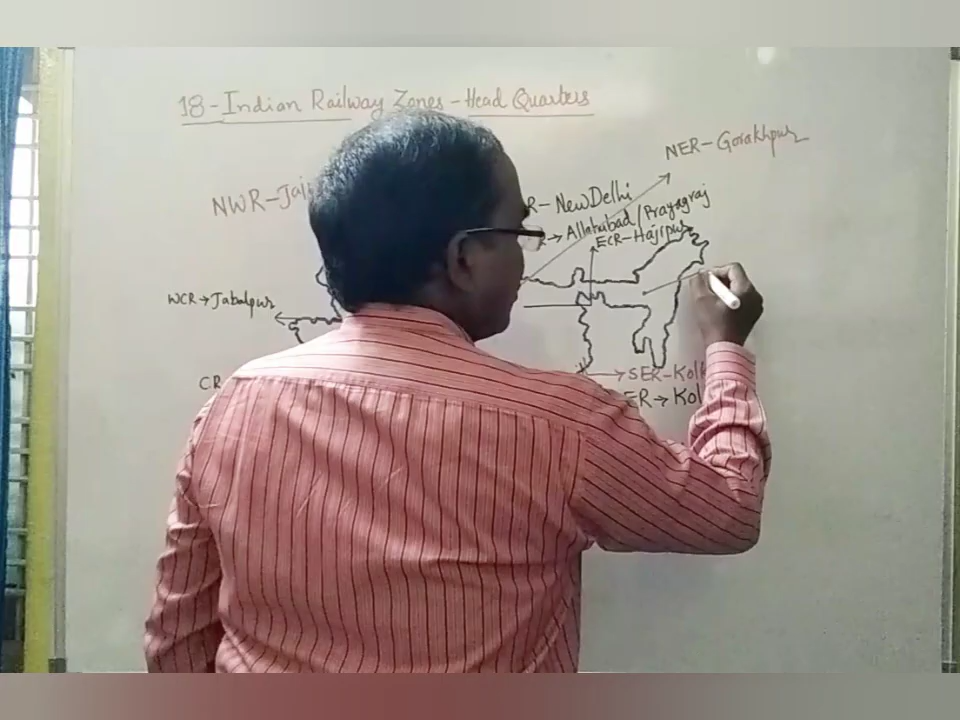 18-Indian Railway Zones-Head Quarters
NER-Gorakhpur
NWR-Jai
R-NewDelhi
R→Allahabad/Prayagraj
ECR-Hajipur
WCR→Jabalpur
SER-Kol
CR
ER→Kol